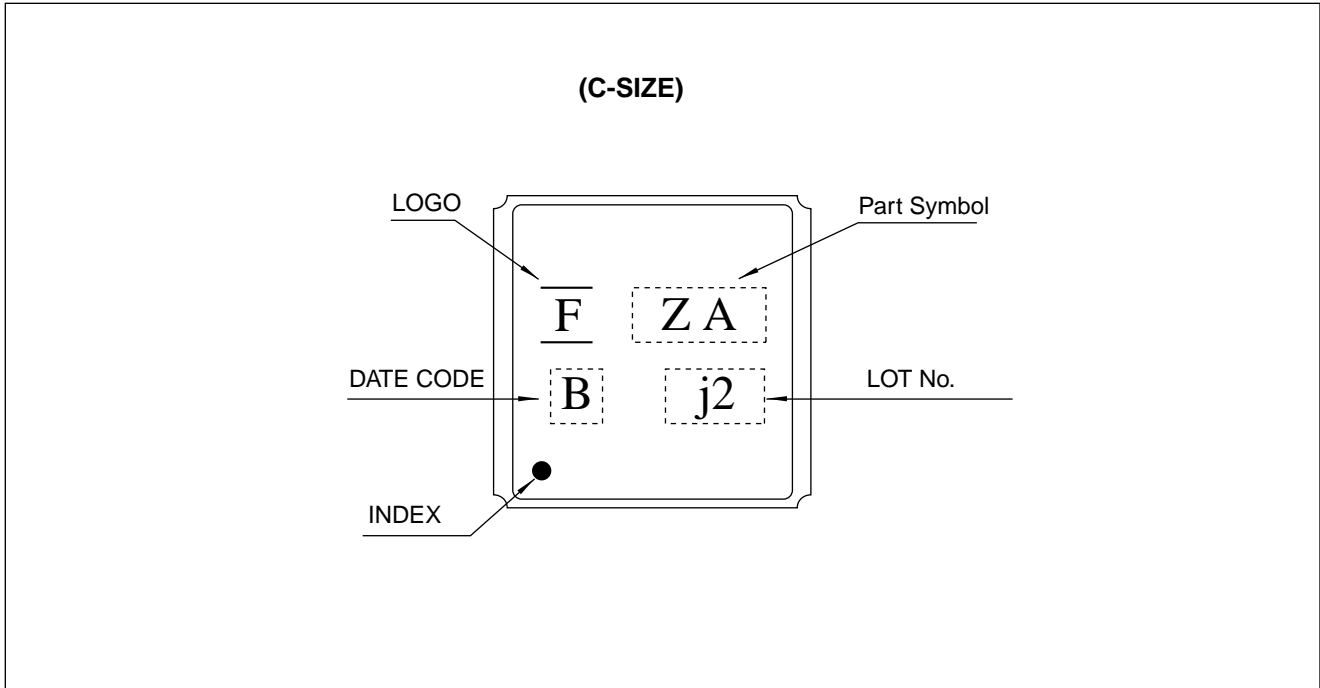 (C-SIZE)
LOGO
Part Symbol
F
Z A
DATE CODE
B
j2
LOT No.
INDEX